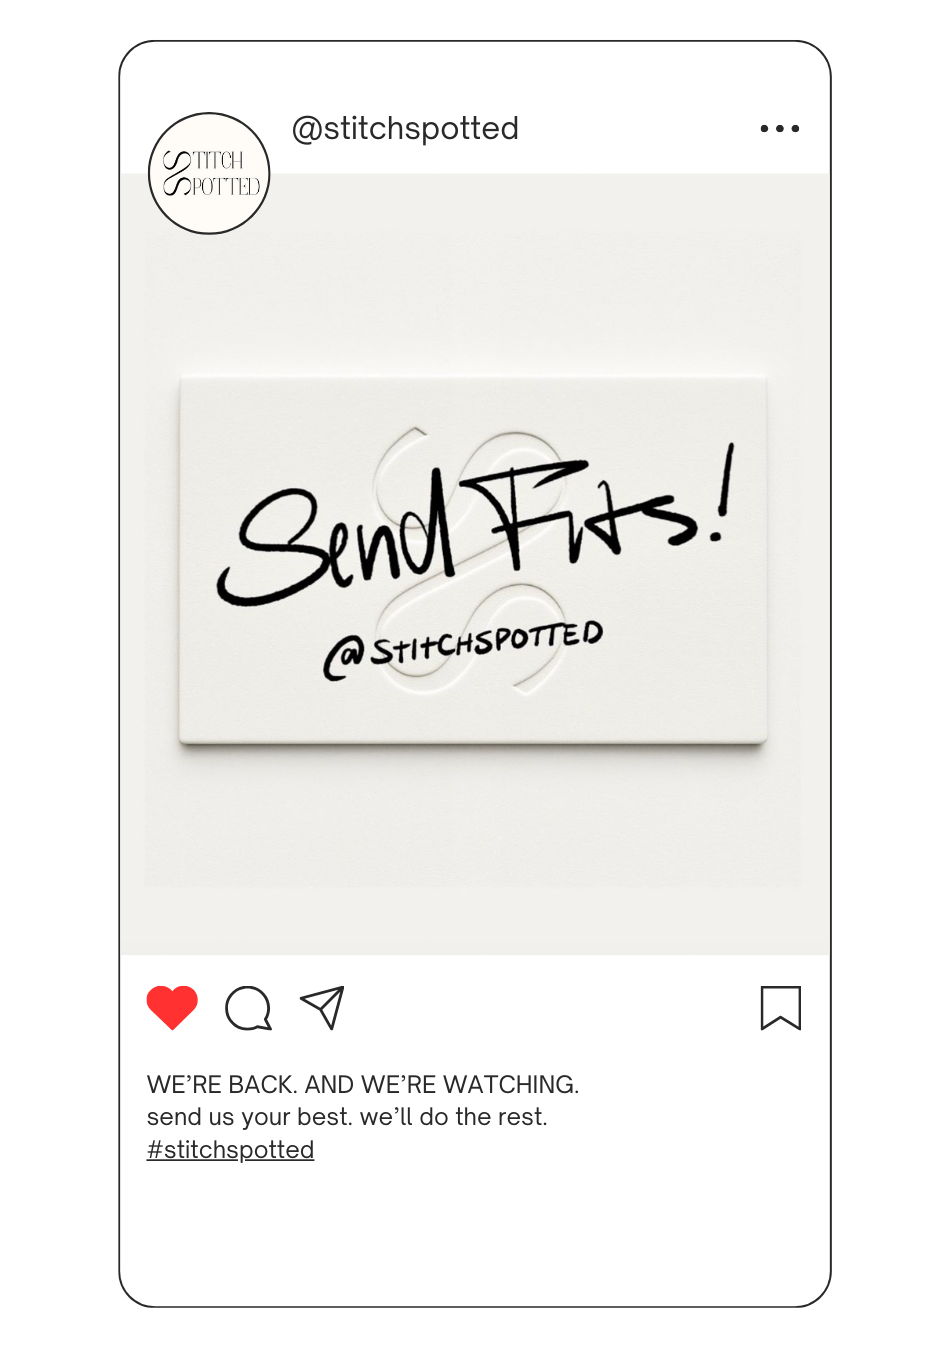 @stitchspotted
STITCH
SPOTTED
Send Fits!
@STITCHSPOTTED
WE’RE BACK. AND WE’RE WATCHING.
send us your best. we’ll do the rest.
#stitchspotted